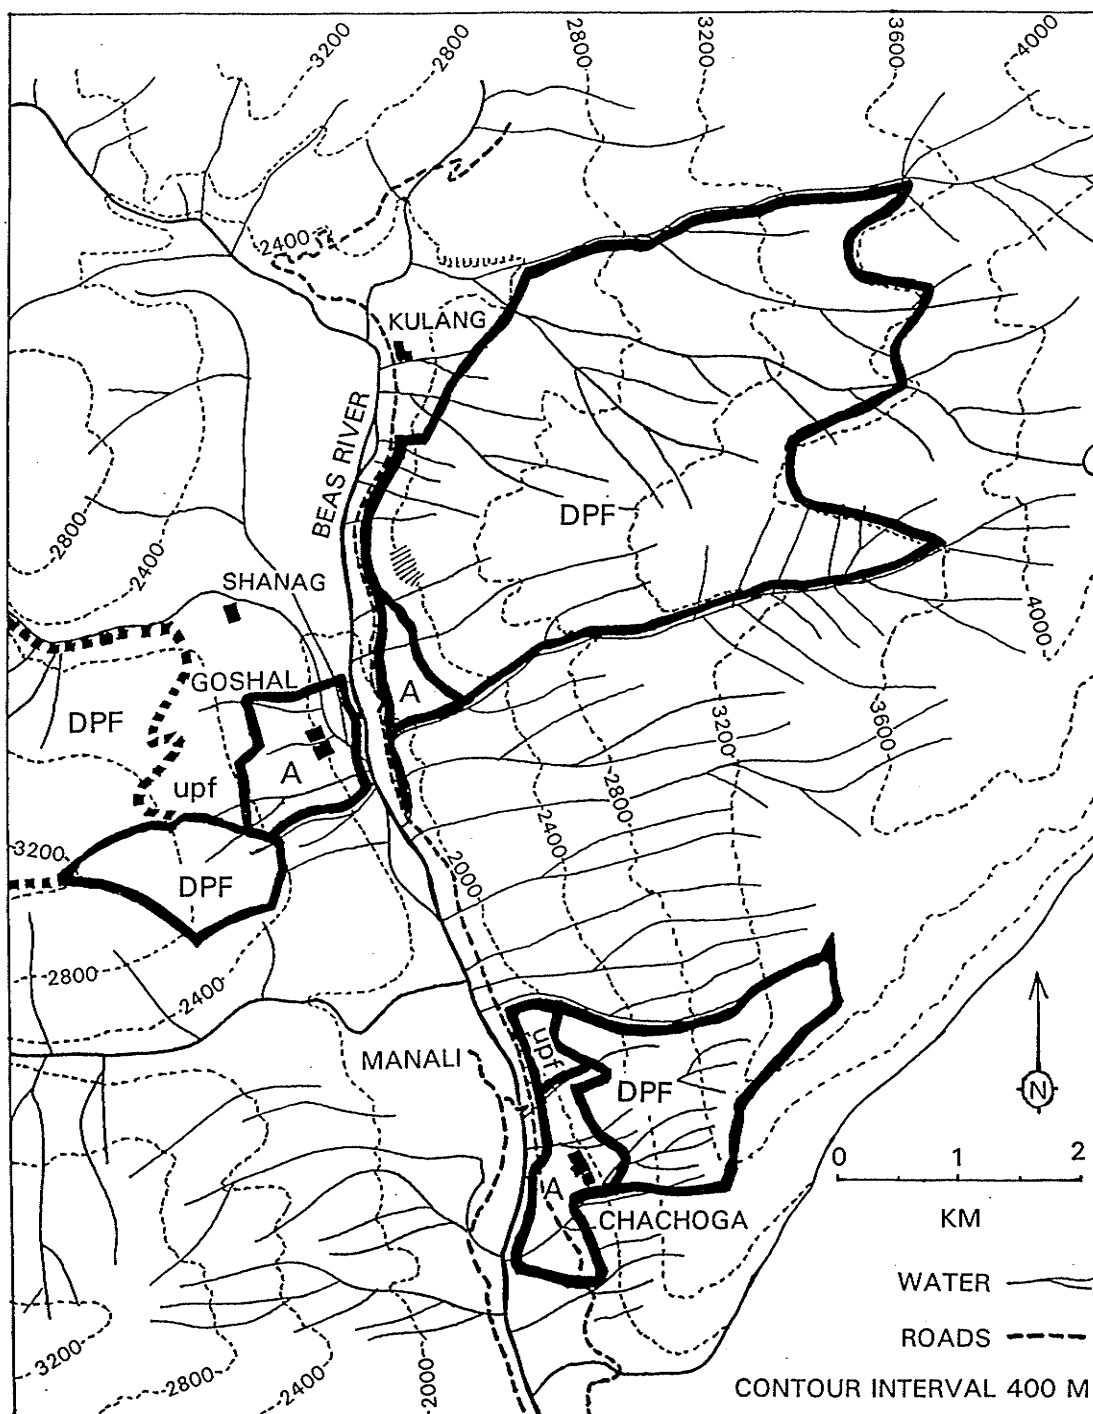 3200
2800
2800
3200
3600
4000
2400
KULANG
BEAS RIVER
2800
2400
DPF
SHANAG
GOSHAL
DPF
A
upf
A
4000
3200
3600
3200
DPF
2800
2400
2000
2800
2400
MANALI
upf
DPF
N
0 1 2
KM
A
CHACHOGA
WATER
ROADS
3200
2800
2400
2000
CONTOUR INTERVAL 400 M